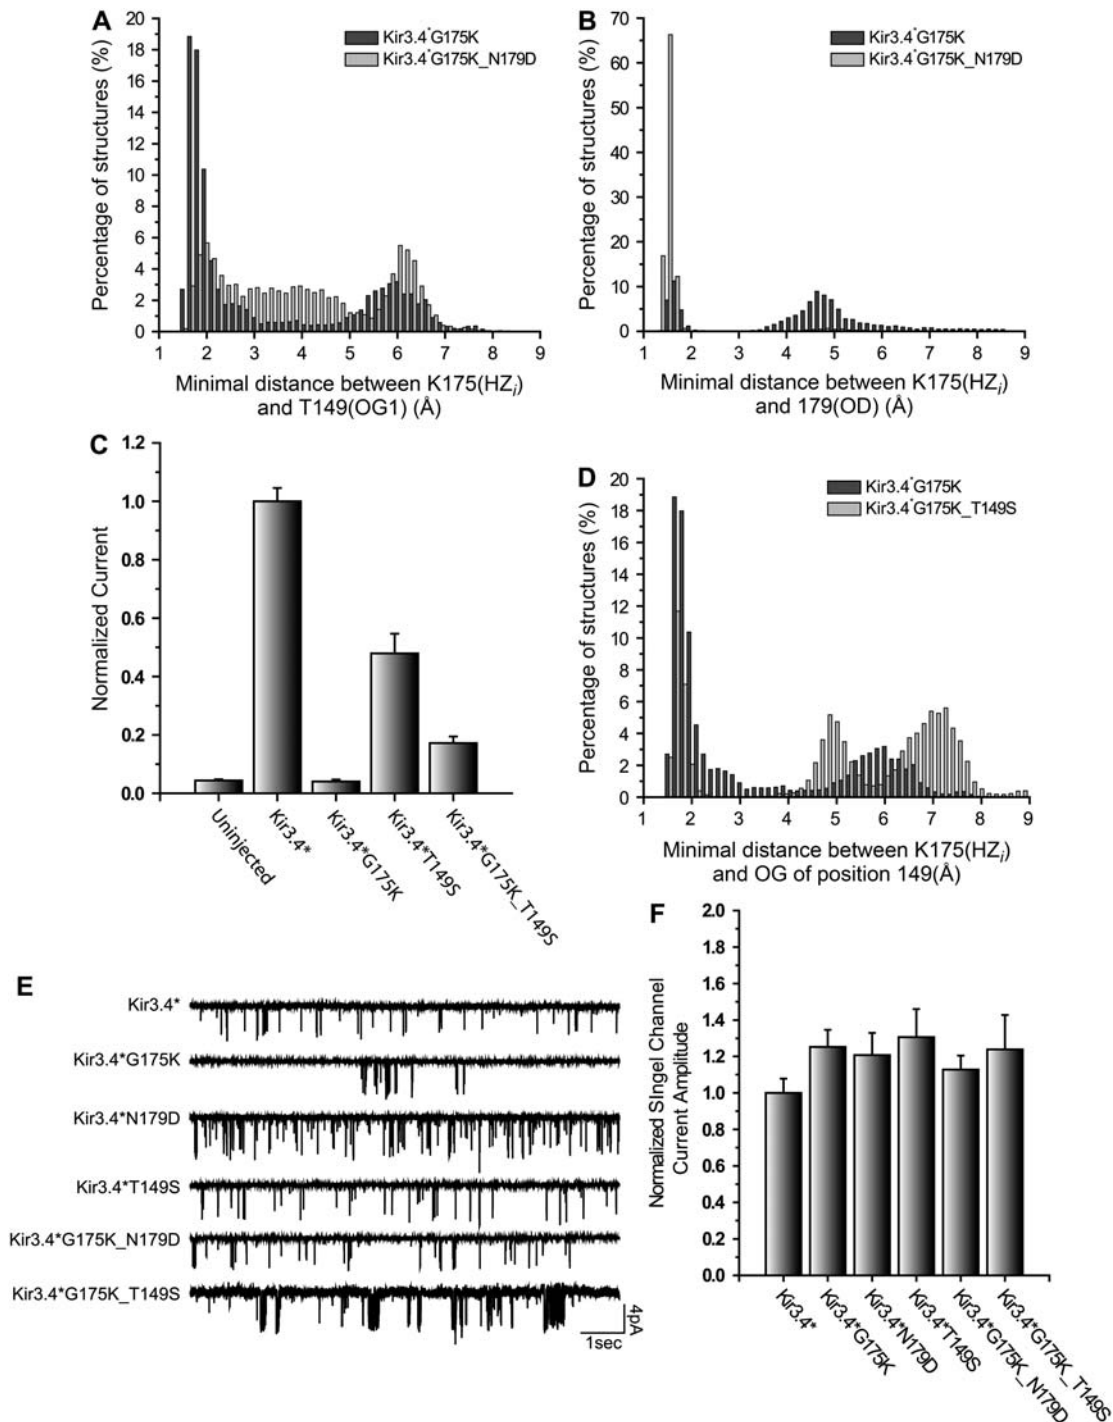 A
Kir3.4*G175K
Kir3.4*G175K_N179D
Percentage of structures (%)
20
18
16
14
12
10
8
6
4
2
0
1 2 3 4 5 6 7 8 9
Minimal distance between K175(HZi)
and T149(OG1) (Å)
B
Kir3.4*G175K
Kir3.4*G175K_N179D
Percentage of structures (%)
70
60
50
40
30
20
10
0
1 2 3 4 5 6 7 8 9
Minimal distance between K175(HZi)
and 179(OD) (Å)
C
Normalized Current
1.2
1.0
0.8
0.6
0.4
0.2
0.0
Uninjected
Kir3.4*
Kir3.4*G175K
Kir3.4*T149S
Kir3.4*G175K_T149S
D
Kir3.4*G175K
Kir3.4*G175K_T149S
Percentage of structures (%)
20
18
16
14
12
10
8
6
4
2
0
1 2 3 4 5 6 7 8 9
Minimal distance between K175(HZi)
and OG of position 149(Å)
E
Kir3.4*
Kir3.4*G175K
Kir3.4*N179D
Kir3.4*T149S
Kir3.4*G175K_N179D
Kir3.4*G175K_T149S
4pA
1sec
F
Normalized SIngel Channel
Current Amplitude
2.0
1.8
1.6
1.4
1.2
1.0
0.8
0.6
0.4
0.2
0.0
Kir3.4*
Kir3.4*G175K
Kir3.4*N179D
Kir3.4*T149S
Kir3.4*G175K_N179D
Kir3.4*G175K_T149S